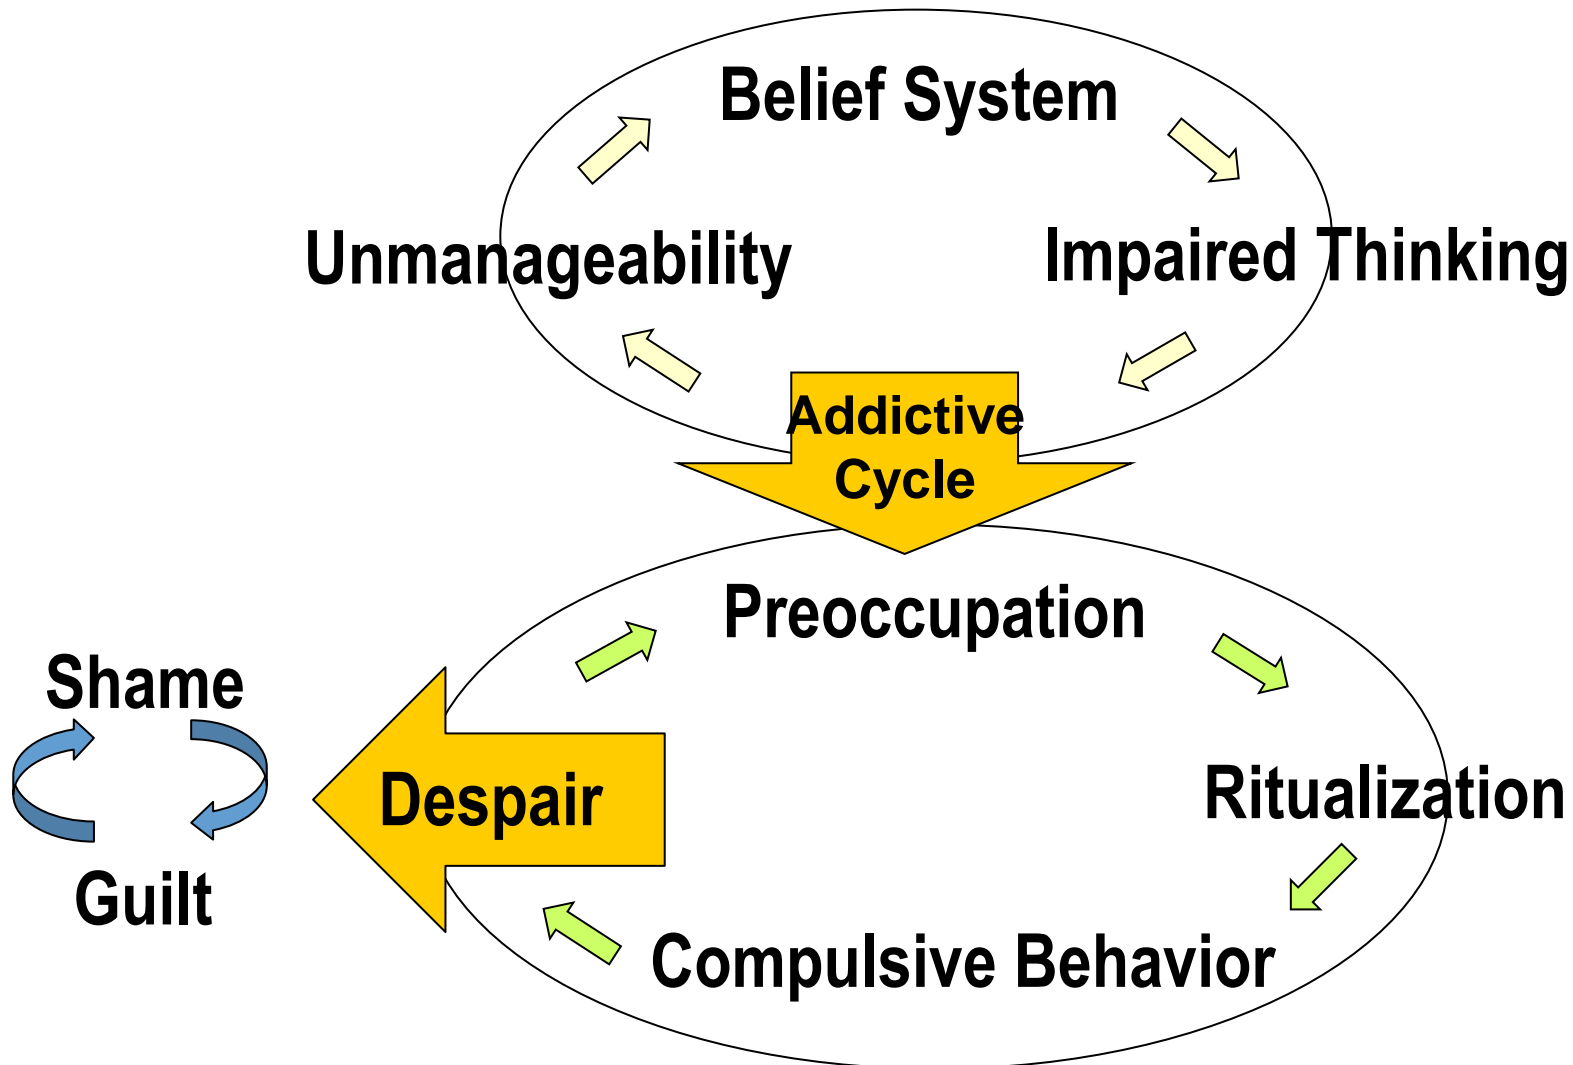 Belief System
Unmanageability
Impaired Thinking
Addictive
Cycle
Preoccupation
Shame
Ritualization
Despair
Guilt
Compulsive Behavior